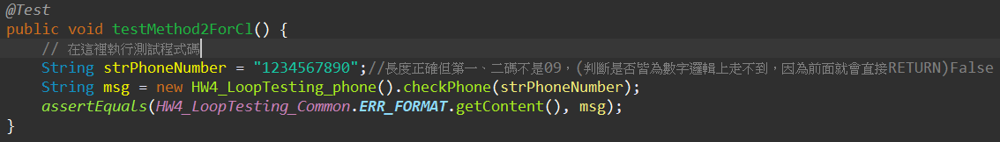 @Test
public void testMethod2ForCl() {
// 在這裡執行測試程式碼
String strPhoneNumber = "1234567890";//長度正確但第一、二碼不是09，(判斷是否皆為數字邏輯上走不到，因為前面就會直接RETURN)False
String msg = new HW4_LoopTesting_phone().checkPhone(strPhoneNumber);
assertEquals(HW4_LoopTesting_Common.ERR_FORMAT.getContent(), msg);
}